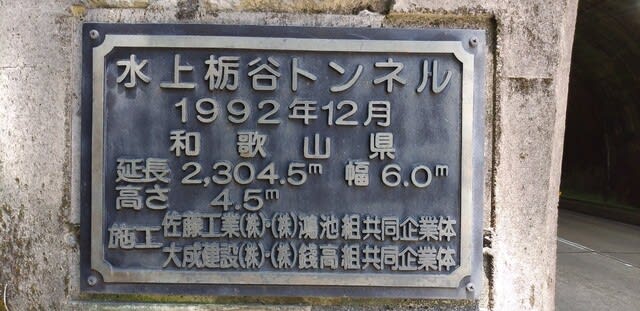 水上栃谷トンネル
1992年12月
和歌山県
延長 2,304.5m 幅 6.0m
高さ 4.5m
施工 佐藤工業(株)・(株)鴻池組共同企業体
大成建設(株)・(株)錢高組共同企業体